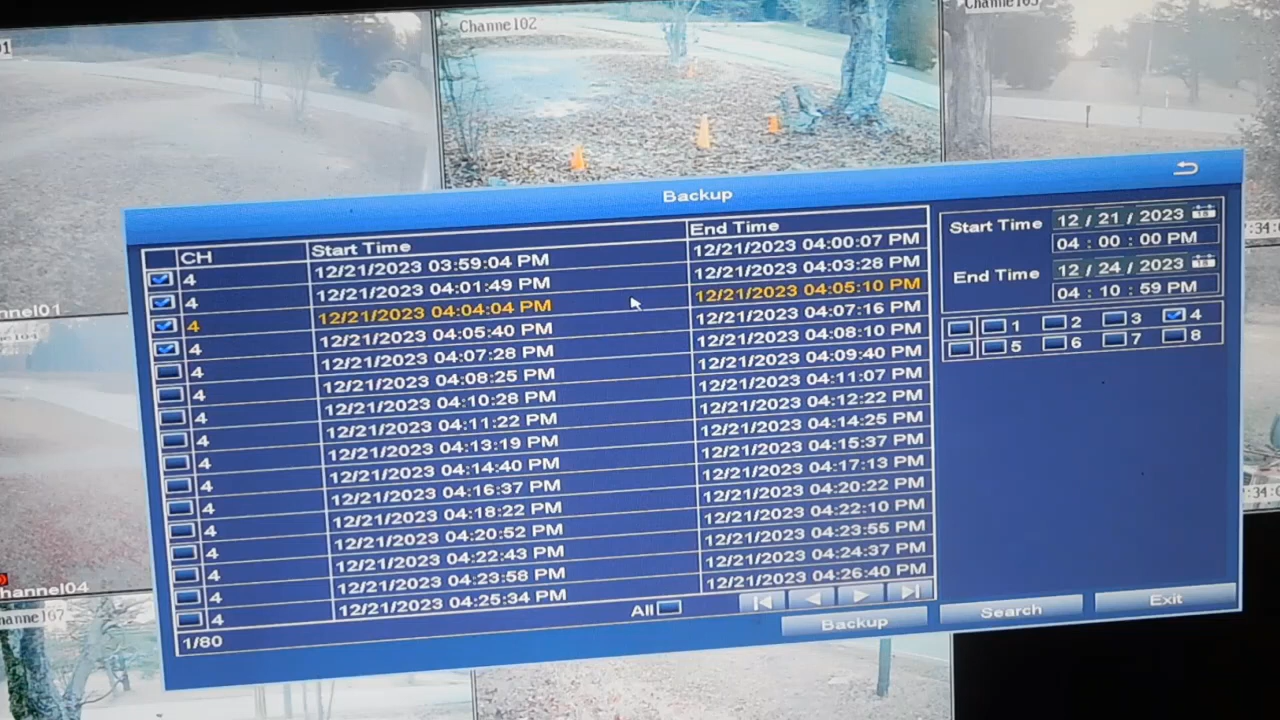 01
Channel02
Channel03
Backup
CH Start Time End Time
4 12/21/2023 03:59:04 PM 12/21/2023 04:00:07 PM
4 12/21/2023 04:01:49 PM 12/21/2023 04:03:28 PM
4 12/21/2023 04:04:04 PM 12/21/2023 04:05:10 PM
4 12/21/2023 04:05:40 PM 12/21/2023 04:07:16 PM
4 12/21/2023 04:07:28 PM 12/21/2023 04:08:10 PM
4 12/21/2023 04:08:25 PM 12/21/2023 04:09:40 PM
4 12/21/2023 04:10:28 PM 12/21/2023 04:11:07 PM
4 12/21/2023 04:11:22 PM 12/21/2023 04:12:22 PM
4 12/21/2023 04:13:19 PM 12/21/2023 04:14:25 PM
4 12/21/2023 04:14:40 PM 12/21/2023 04:15:37 PM
4 12/21/2023 04:16:37 PM 12/21/2023 04:17:13 PM
4 12/21/2023 04:18:22 PM 12/21/2023 04:20:22 PM
4 12/21/2023 04:20:52 PM 12/21/2023 04:22:10 PM
4 12/21/2023 04:22:43 PM 12/21/2023 04:23:55 PM
4 12/21/2023 04:23:58 PM 12/21/2023 04:24:37 PM
4 12/21/2023 04:25:34 PM 12/21/2023 04:26:40 PM
1/80
All
Start Time 12 / 21 / 2023
04 : 00 : 00 PM
End Time 12 / 24 / 2023
04 : 10 : 59 PM
1 2 3 4
5 6 7 8
Backup Search Exit
nnel01
hannel04
hannel07